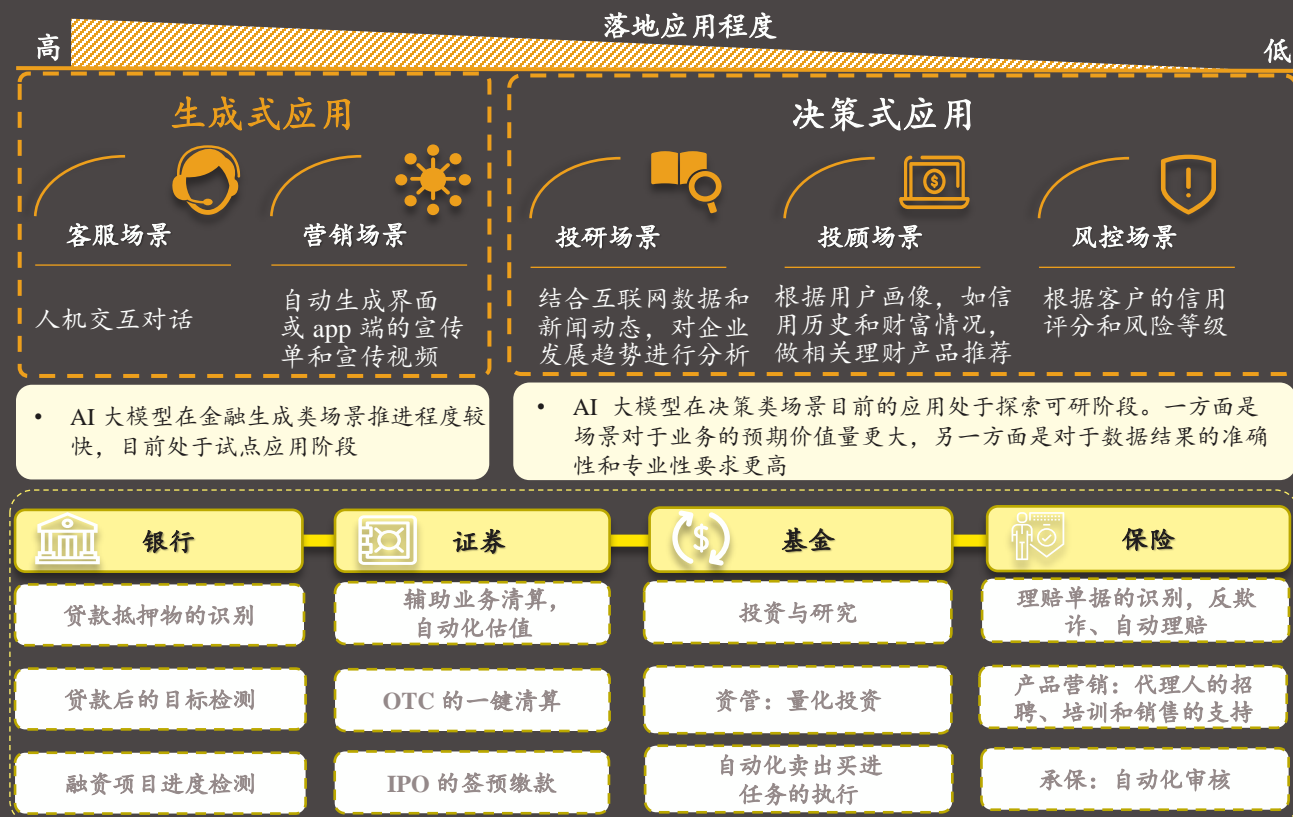 落地应用程度
高
低
生成式应用
决策式应用
客服场景
营销场景
投研场景
投顾场景
风控场景
人机交互对话
自动生成界面
或 app 端的宣传
单和宣传视频
结合互联网数据和
新闻动态，对企业
发展趋势进行分析
根据用户画像，如信
用历史和财富情况，
做相关理财产品推荐
根据客户的信用
评分和风险等级
• AI 大模型在金融生成类场景推进程度较
快，目前处于试点应用阶段
• AI 大模型在决策类场景目前的应用处于探索可研阶段。一方面是
场景对于业务的预期价值量更大，另一方面是对于数据结果的准确
性和专业性要求更高
银行
证券
基金
保险
贷款抵押物的识别
辅助业务清算，
自动化估值
投资与研究
理赔单据的识别，反欺
诈、自动理赔
贷款后的目标检测
OTC 的一键清算
资管：量化投资
产品营销：代理人的招
聘、培训和销售的支持
融资项目进度检测
IPO 的签预缴款
自动化卖出买进
任务的执行
承保：自动化审核